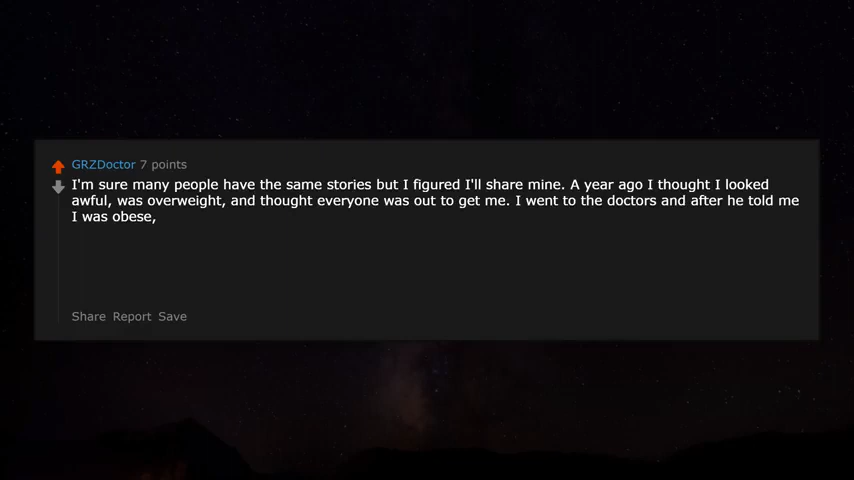 GRZDoctor 7 points
I'm sure many people have the same stories but I figured I'll share mine. A year ago I thought I looked
awful, was overweight, and thought everyone was out to get me. I went to the doctors and after he told me
I was obese,
Share Report Save